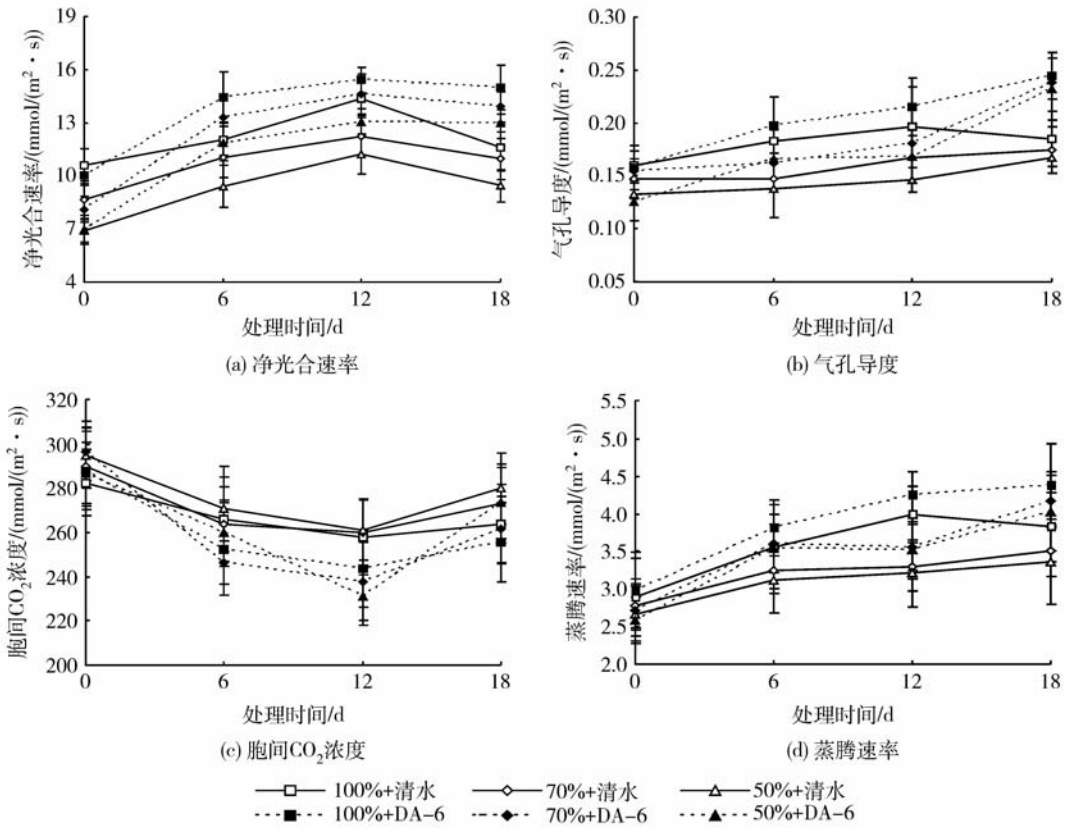 净光合速率/(mmol/(m²·s))
19
16
13
10
7
4
0 6 12 18
处理时间/d
(a) 净光合速率
气孔导度/(mmol/(m²·s))
0.30
0.25
0.20
0.15
0.10
0.05
0 6 12 18
处理时间/d
(b) 气孔导度
胞间CO₂浓度/(mmol/(m²·s))
320
300
280
260
240
220
200
0 6 12 18
处理时间/d
(c) 胞间CO₂浓度
蒸腾速率/(mmol/(m²·s))
5.5
5.0
4.5
4.0
3.5
3.0
2.5
2.0
0 6 12 18
处理时间/d
(d) 蒸腾速率
100%+清水 70%+清水 50%+清水
100%+DA-6 70%+DA-6 50%+DA-6